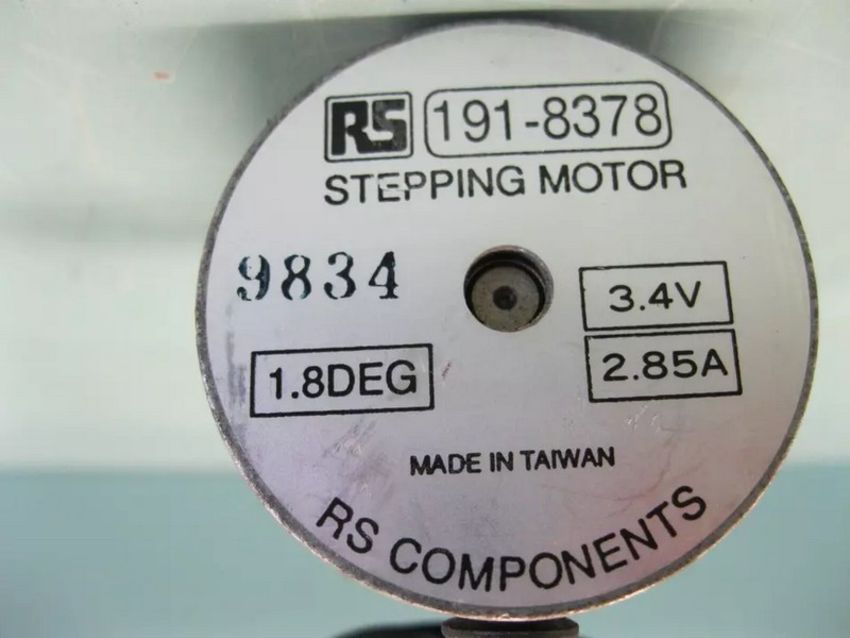 RS 191-8378
STEPPING MOTOR
9834
3.4V
1.8DEG
2.85A
MADE IN TAIWAN
RS COMPONENTS